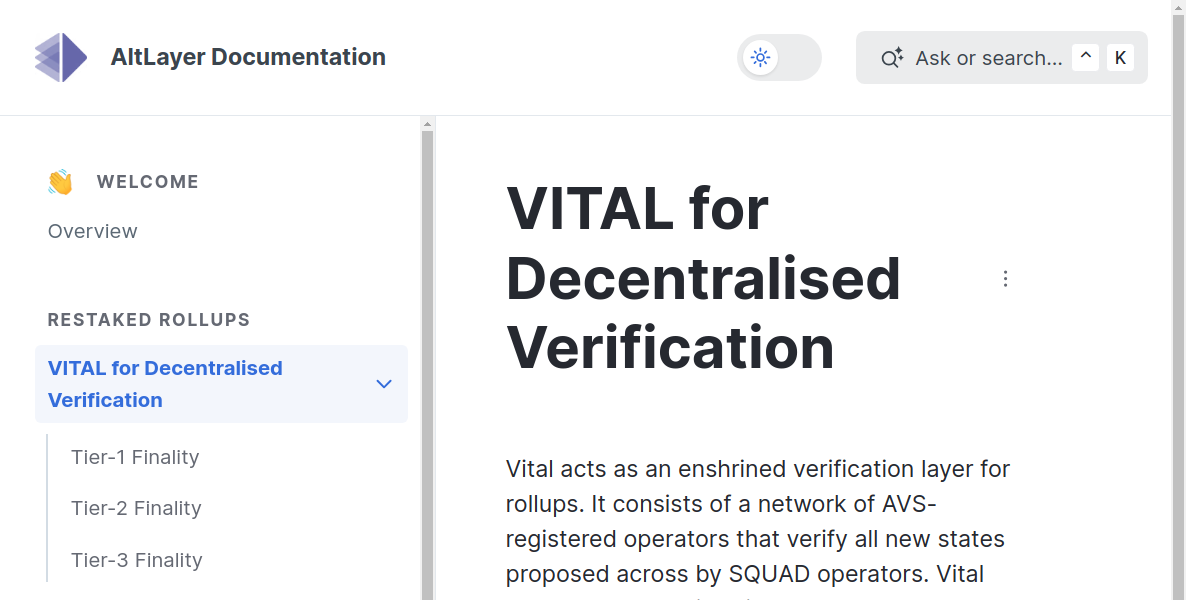 AltLayer Documentation
Ask or search...
^
K
WELCOME
Overview
RESTAKED ROLLUPS
VITAL for Decentralised
Verification
Tier-1 Finality
Tier-2 Finality
Tier-3 Finality
VITAL for
Decentralised
Verification
Vital acts as an enshrined verification layer for
rollups. It consists of a network of AVS-
registered operators that verify all new states
proposed across by SQUAD operators. Vital